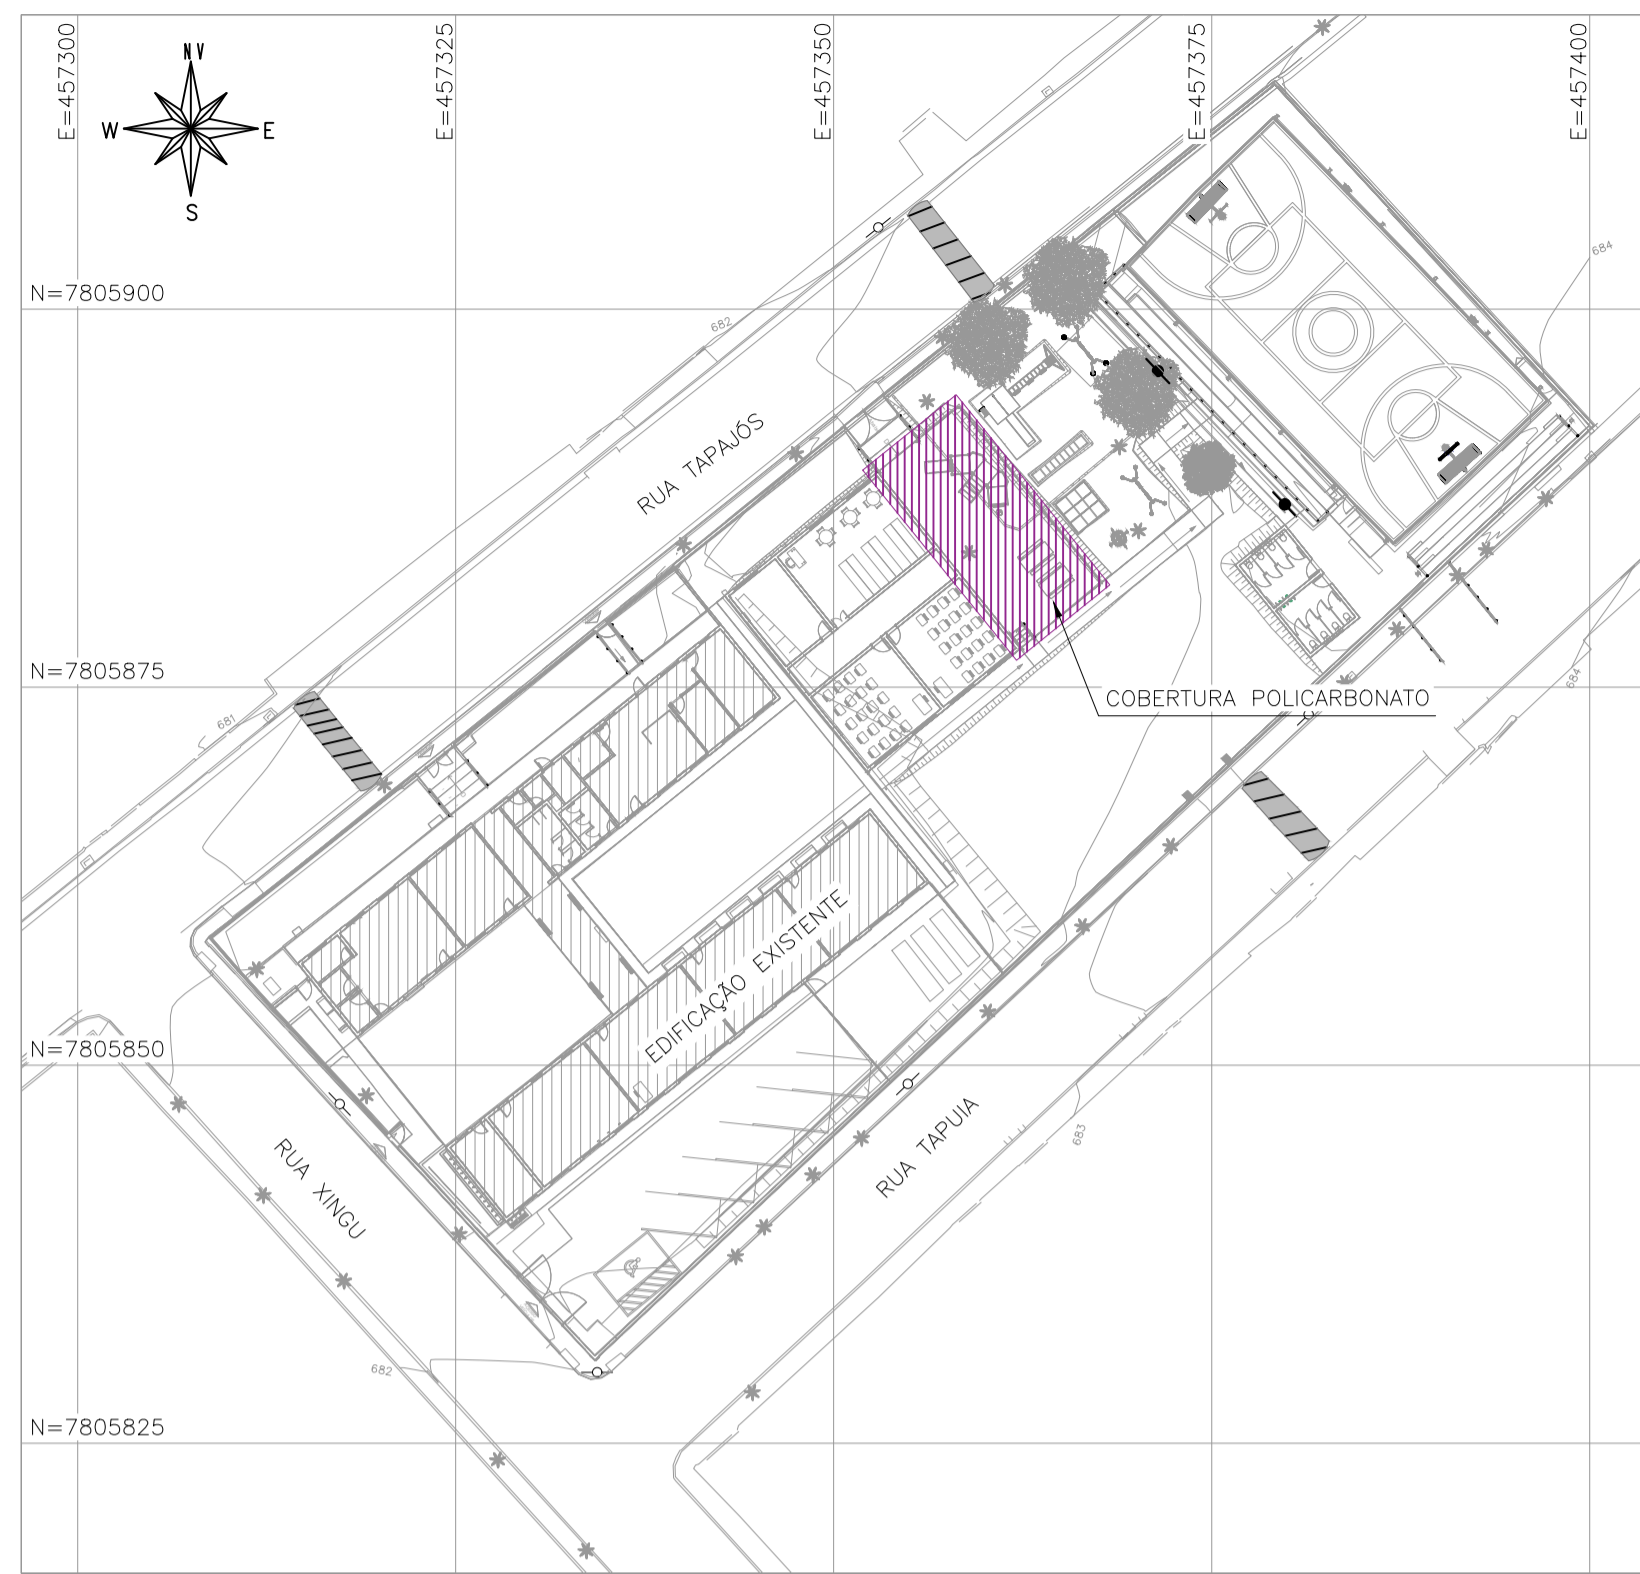 E=457300
E=457325
E=457350
E=457375
E=457400
NV
W
E
S
684
N=7805900
682
RUA TAPAJÓS
N=7805875
684
COBERTURA POLICARBONATO
681
EDIFICAÇÃO EXISTENTE
N=7805850
RUA XINGU
RUA TAPUIA
683
682
N=7805825